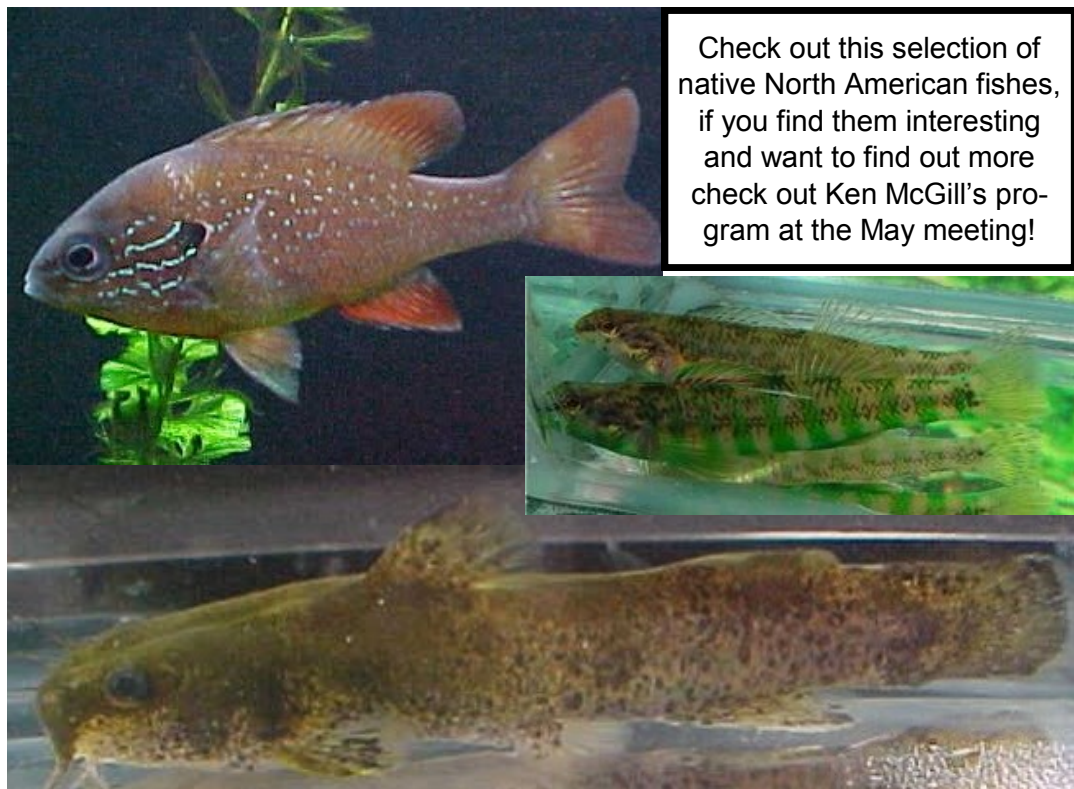 Check out this selection of
native North American fishes,
if you find them interesting
and want to find out more
check out Ken McGill’s pro-
gram at the May meeting!